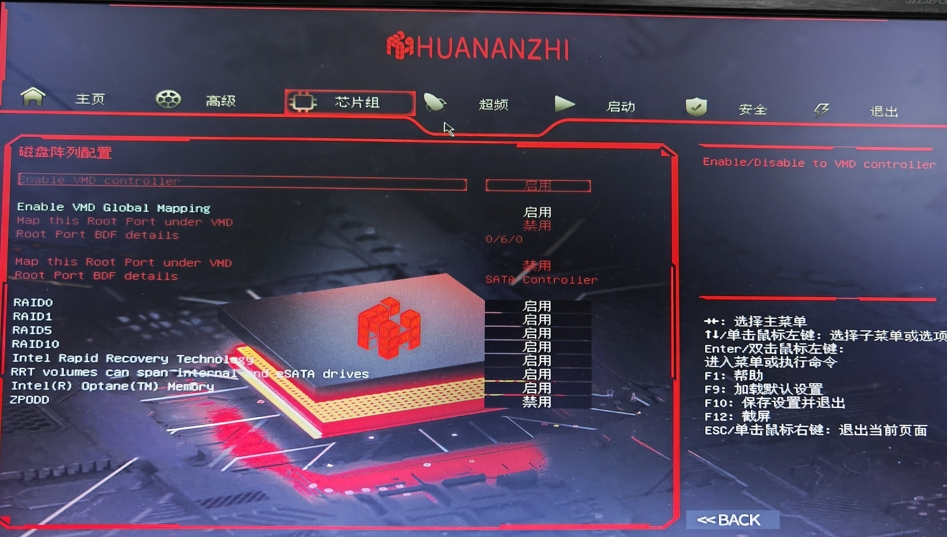 HUANANZHI
主页 高级 芯片组 超频 启动 安全 退出
磁盘阵列配置
Enable VMD controller 启用
Enable VMD Global Mapping 启用
Map this Root Port under VMD 禁用
Root Port BDF details 0/6/0
Map this Root Port under VMD 禁用
Root Port BDF details SATA Controller
RAID0 启用
RAID1 启用
RAID5 启用
RAID10 启用
Intel Rapid Recovery Technology 启用
RRT volumes can span internal and eSATA drives 启用
Intel(R) Optane(TM) Memory 启用
ZPODD 禁用
Enable/Disable to VMD controller
→←: 选择主菜单
↑↓/单击鼠标左键: 选择子菜单或选项
Enter/双击鼠标左键:
进入菜单或执行命令
F1: 帮助
F9: 加载默认设置
F10: 保存设置并退出
F12: 截屏
ESC/单击鼠标右键: 退出当前页面
<<BACK